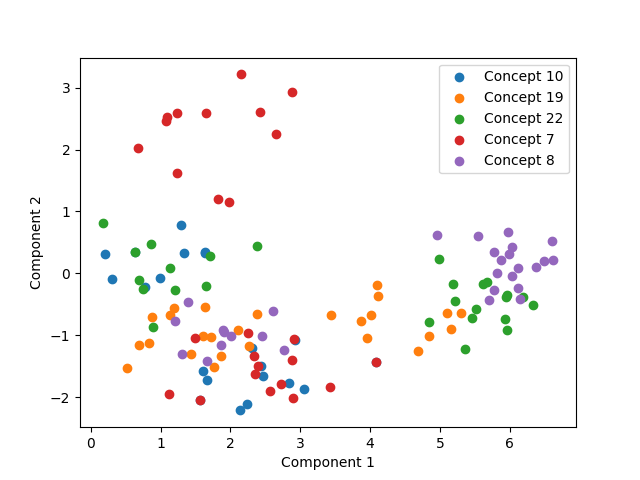 Concept 10
Concept 19
Concept 22
Concept 7
Concept 8
3
2
1
0
−1
−2
Component 2
0 1 2 3 4 5 6
Component 1